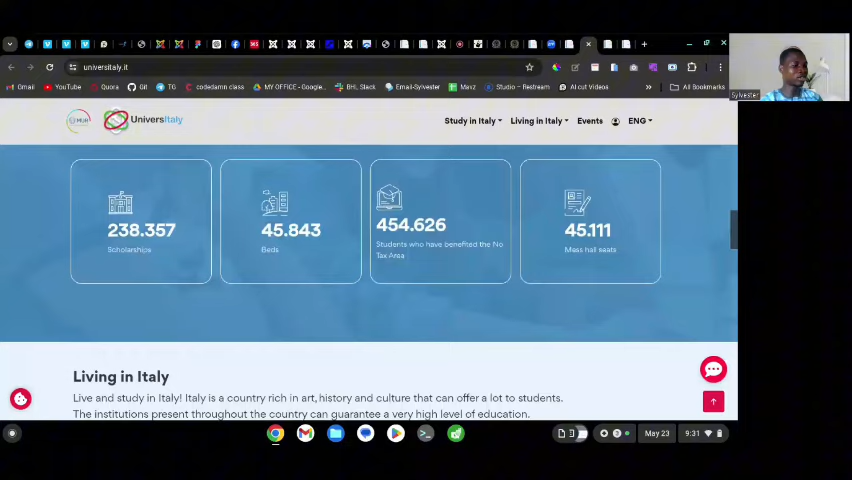 universitaly.it
Gmail
YouTube
Quora
Git
TG
codedamn class
MY OFFICE - Google...
BHL, Slack
Email-Sylvester
Mavz
Studio - Restream
AI cut Videos
All Bookmarks
Sylvester
MUR
UniversItaly
Study in Italy
Living in Italy
Events
ENG
238.357
Scholarships
45.843
Beds
454.626
Students who have benefited the No
Tax Area
45.111
Mess hall seats
Living in Italy
Live and study in Italy! Italy is a country rich in art, history and culture that can offer a lot to students.
The institutions present throughout the country can guarantee a very high level of education.
May 23
9:31